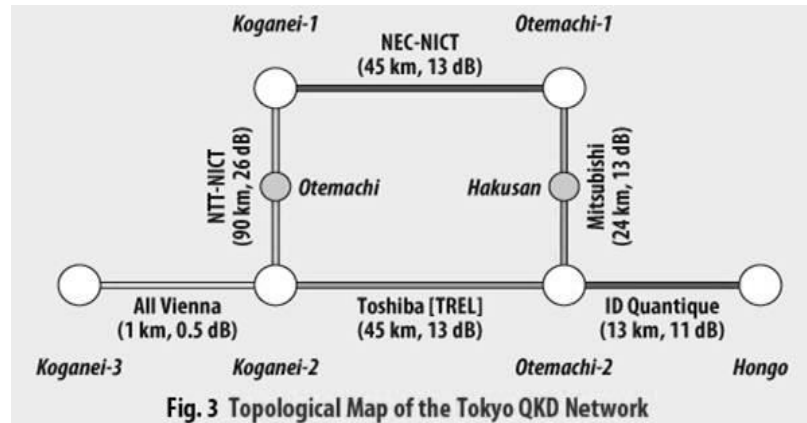 Koganei-1
Otemachi-1
NEC-NICT
(45 km, 13 dB)
NTT-NICT
(90 km, 26 dB)
Otemachi
Hakusan
Mitsubishi
(24 km, 13 dB)
All Vienna
(1 km, 0.5 dB)
Toshiba [TREL]
(45 km, 13 dB)
ID Quantique
(13 km, 11 dB)
Koganei-3
Koganei-2
Otemachi-2
Hongo
Fig. 3 Topological Map of the Tokyo QKD Network